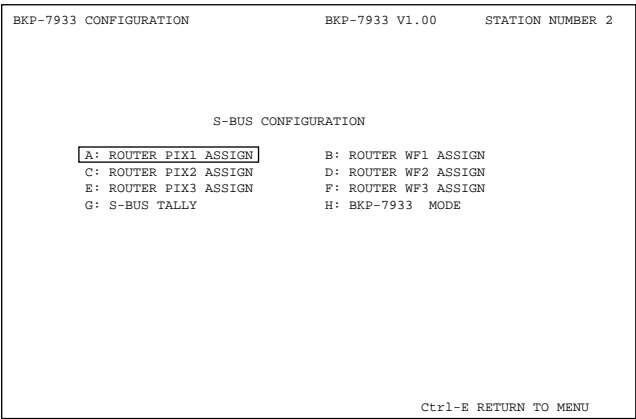 BKP-7933 CONFIGURATION BKP-7933 V1.00 STATION NUMBER 2
S-BUS CONFIGURATION
A: ROUTER PIX1 ASSIGN B: ROUTER WF1 ASSIGN
C: ROUTER PIX2 ASSIGN D: ROUTER WF2 ASSIGN
E: ROUTER PIX3 ASSIGN F: ROUTER WF3 ASSIGN
G: S-BUS TALLY H: BKP-7933 MODE
Ctrl-E RETURN TO MENU